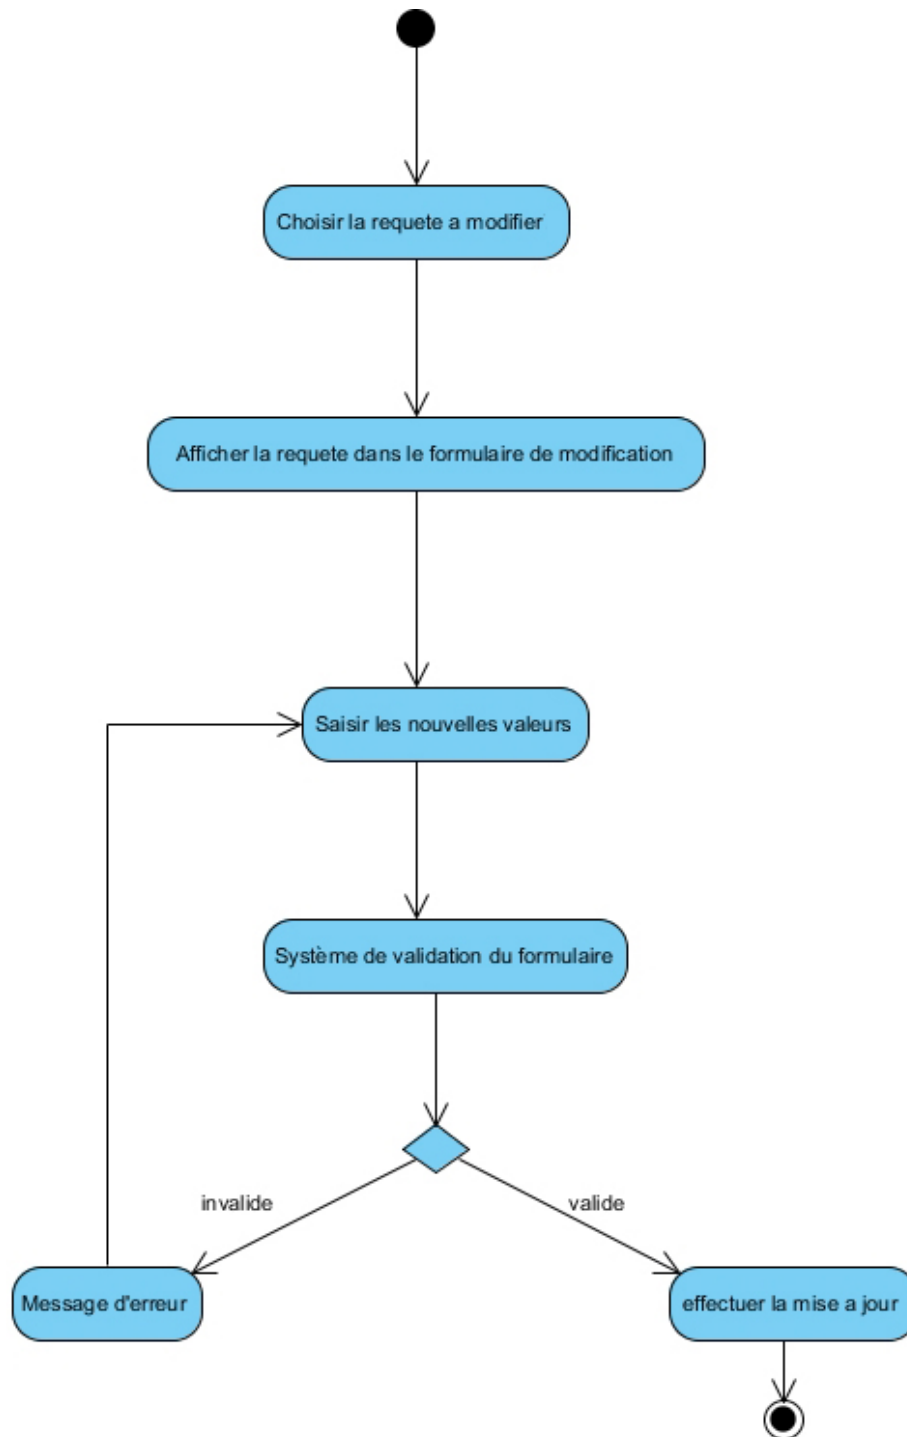 Choisir la requete a modifier
Afficher la requete dans le formulaire de modification
Saisir les nouvelles valeurs
Système de validation du formulaire
invalide
valide
Message d'erreur
effectuer la mise a jour